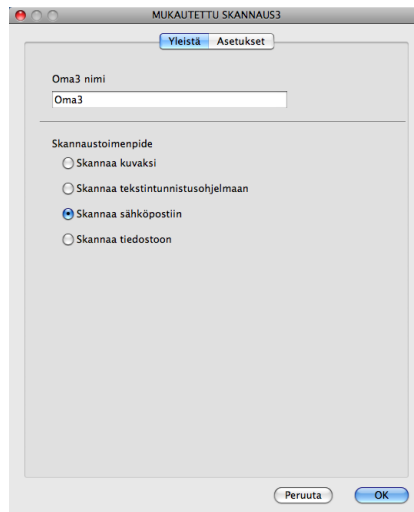 MUKAUTETTU SKANNAUS3
Yleistä Asetukset
Oma3 nimi
Oma3
Skannaustoimenpide
Skannaa kuvaksi
Skannaa tekstintunnistusohjelmaan
Skannaa sähköpostiin
Skannaa tiedostoon
Peruuta OK